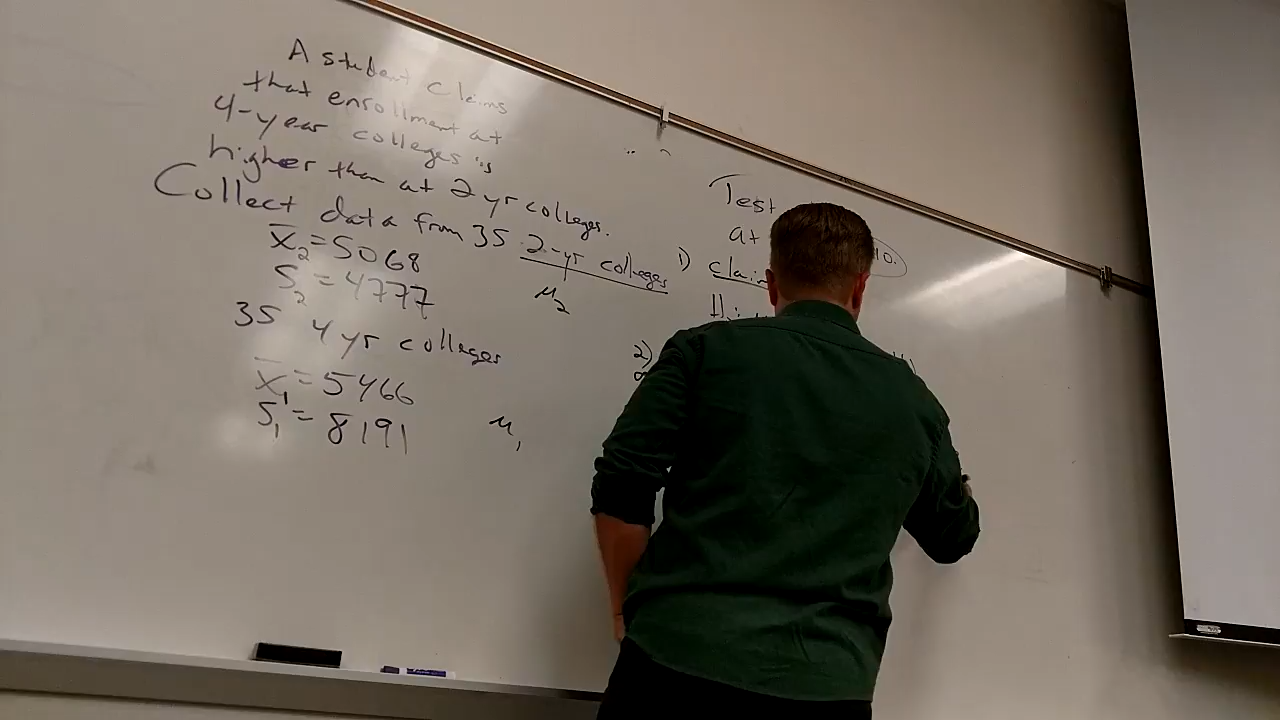 A student claims
that enrollment at
4-year colleges is
higher than at 2 yr colleges.
Collect data from 35 2-yr colleges
x̄₂ = 5068
S₂ = 4777
μ₂
35 4 yr colleges
x̄₁ = 5466
S₁ = 8191
μ₁
Test
at 10.
1) claim
2)